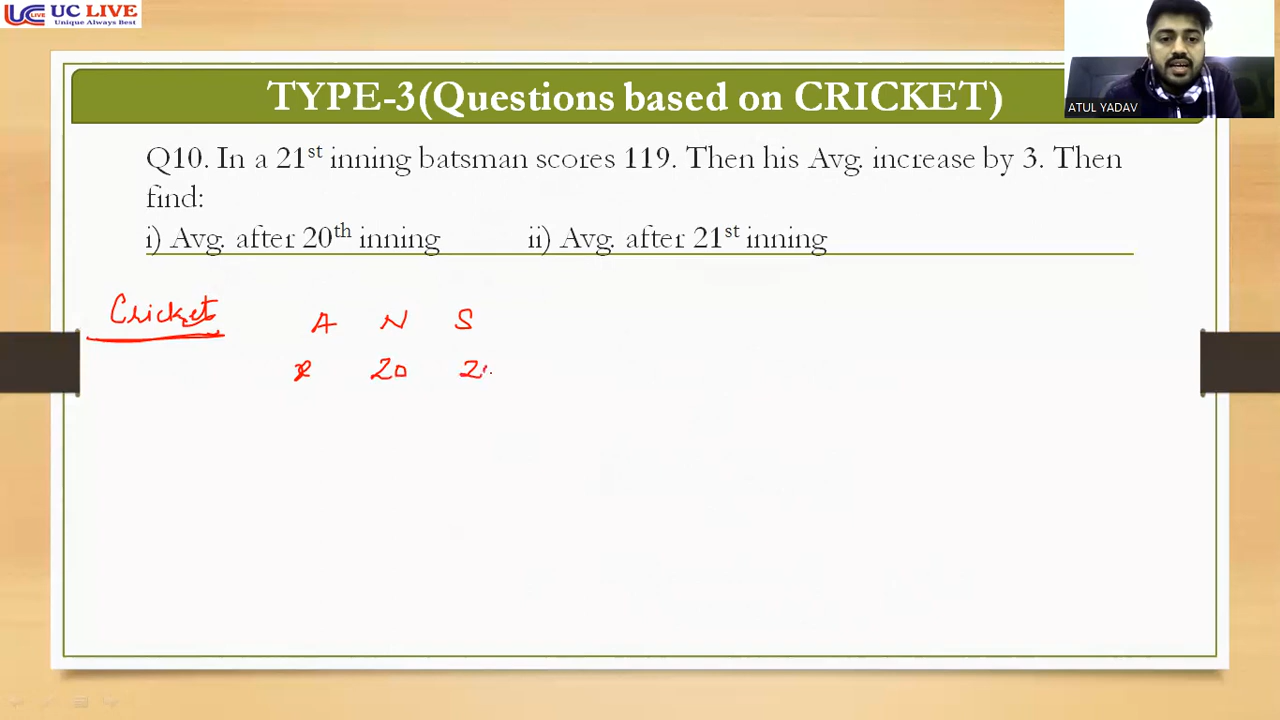 UC LIVE
Unique Always Best
ATUL YADAV
TYPE-3(Questions based on CRICKET)
Q10. In a 21st inning batsman scores 119. Then his Avg. increase by 3. Then
find:
i) Avg. after 20th inning ii) Avg. after 21st inning
Cricket A N S
x 20 2